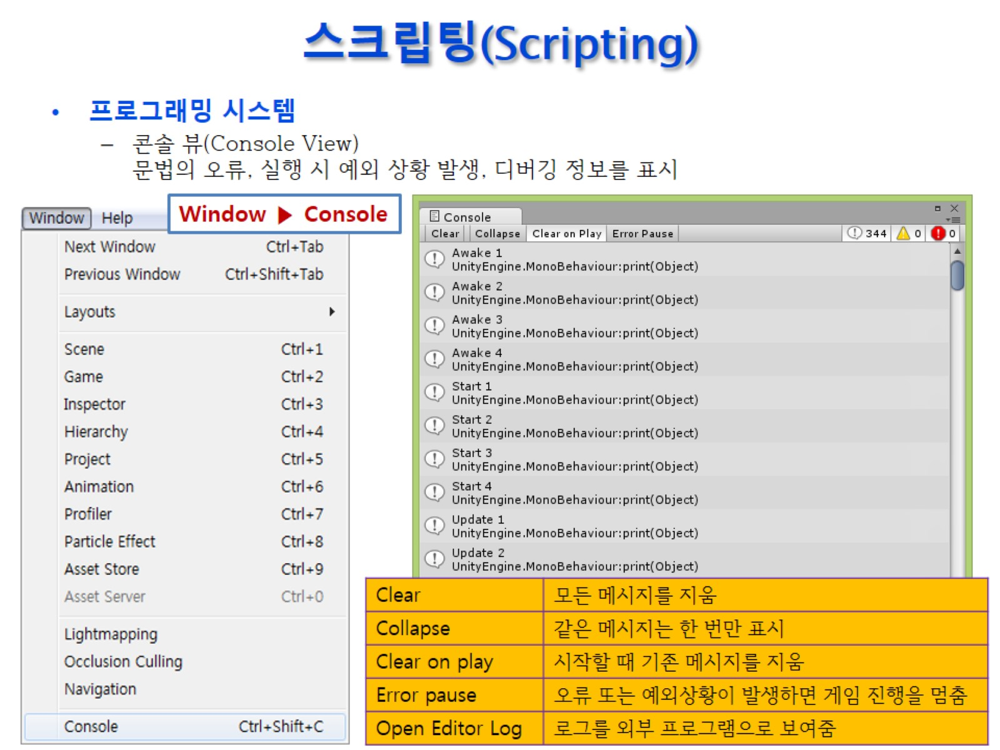 스크립팅(Scripting)
• 프로그래밍 시스템
– 콘솔 뷰(Console View)
문법의 오류, 실행 시 예외 상황 발생, 디버깅 정보를 표시
Window Help
Window ▶ Console
Next Window Ctrl+Tab
Previous Window Ctrl+Shift+Tab
Layouts
Scene Ctrl+1
Game Ctrl+2
Inspector Ctrl+3
Hierarchy Ctrl+4
Project Ctrl+5
Animation Ctrl+6
Profiler Ctrl+7
Particle Effect Ctrl+8
Asset Store Ctrl+9
Asset Server Ctrl+0
Lightmapping
Occlusion Culling
Navigation
Console Ctrl+Shift+C
Console
Clear Collapse Clear on Play Error Pause 344 0 0
Awake 1
UnityEngine.MonoBehaviour:print(Object)
Awake 2
UnityEngine.MonoBehaviour:print(Object)
Awake 3
UnityEngine.MonoBehaviour:print(Object)
Awake 4
UnityEngine.MonoBehaviour:print(Object)
Start 1
UnityEngine.MonoBehaviour:print(Object)
Start 2
UnityEngine.MonoBehaviour:print(Object)
Start 3
UnityEngine.MonoBehaviour:print(Object)
Start 4
UnityEngine.MonoBehaviour:print(Object)
Update 1
UnityEngine.MonoBehaviour:print(Object)
Update 2
UnityEngine.MonoBehaviour:print(Object)
Clear 모든 메시지를 지움
Collapse 같은 메시지는 한 번만 표시
Clear on play 시작할 때 기존 메시지를 지움
Error pause 오류 또는 예외상황이 발생하면 게임 진행을 멈춤
Open Editor Log 로그를 외부 프로그램으로 보여줌